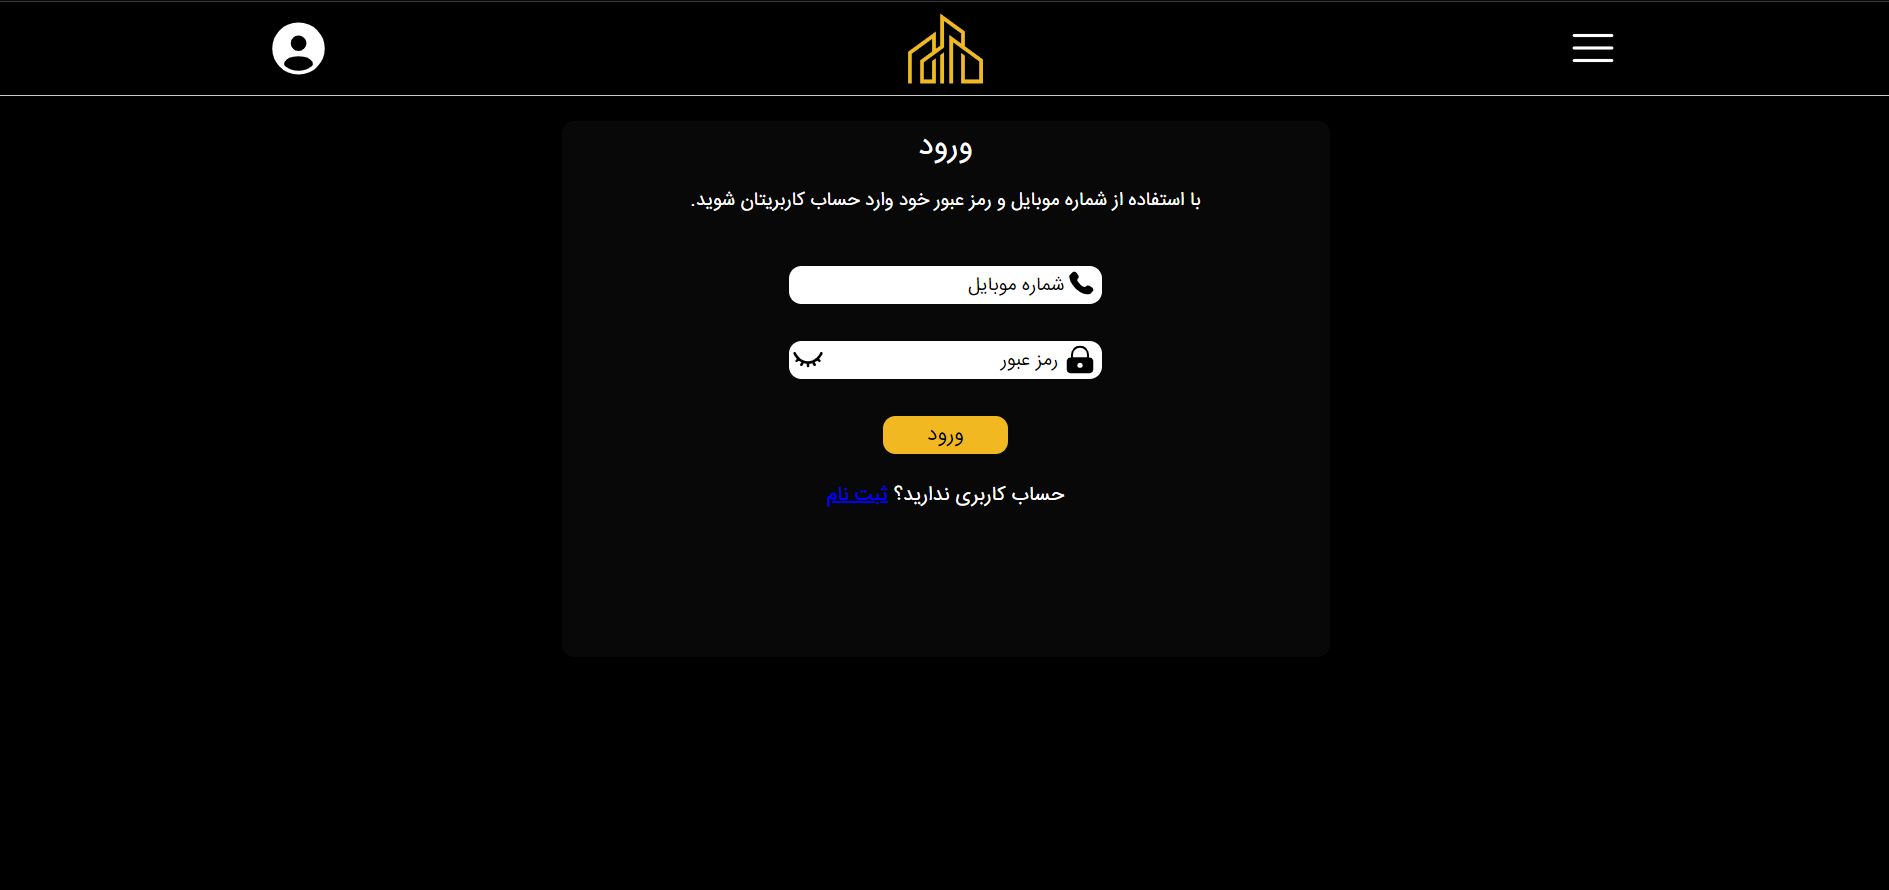 ورود
با استفاده از شماره موبایل و رمز عبور خود وارد حساب کاربریتان شوید.
شماره موبایل
رمز عبور
ورود
حساب کاربری ندارید؟ ثبت نام